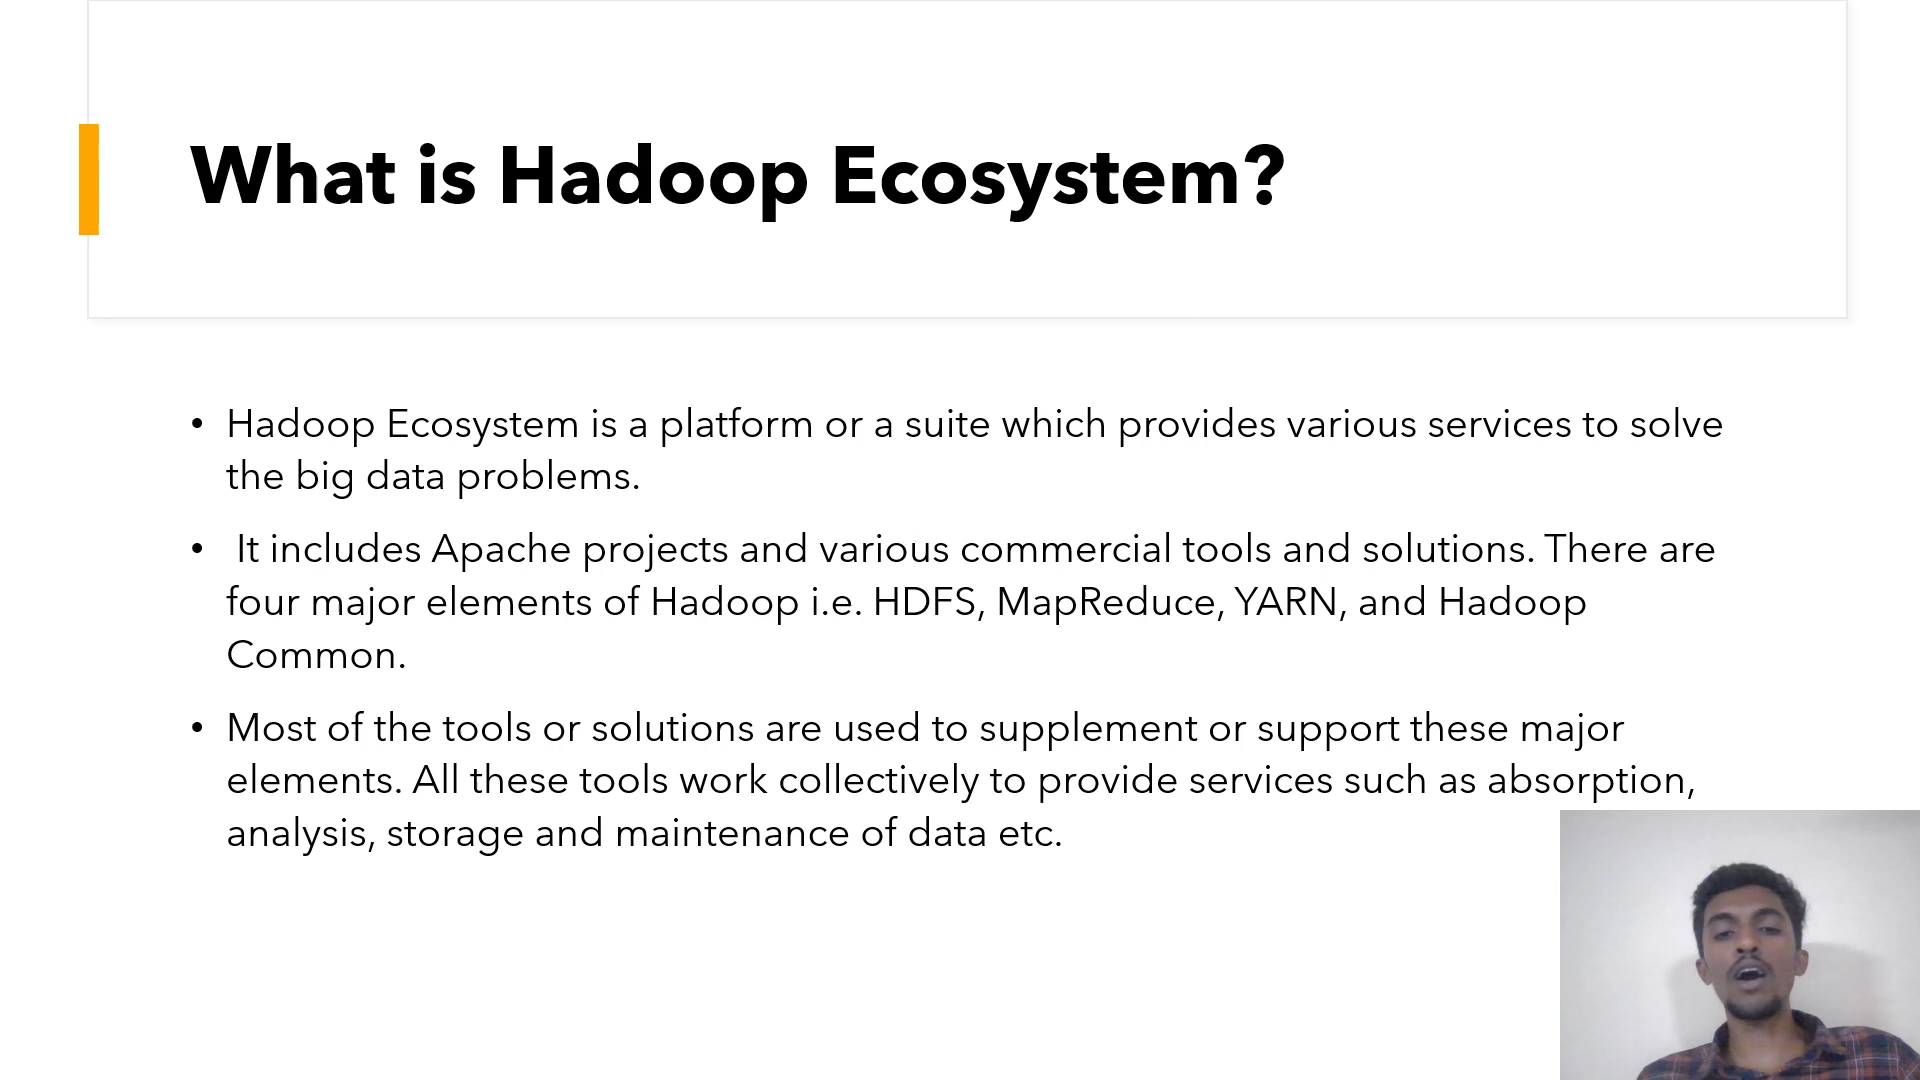 What is Hadoop Ecosystem?
• Hadoop Ecosystem is a platform or a suite which provides various services to solve
the big data problems.
• It includes Apache projects and various commercial tools and solutions. There are
four major elements of Hadoop i.e. HDFS, MapReduce, YARN, and Hadoop
Common.
• Most of the tools or solutions are used to supplement or support these major
elements. All these tools work collectively to provide services such as absorption,
analysis, storage and maintenance of data etc.